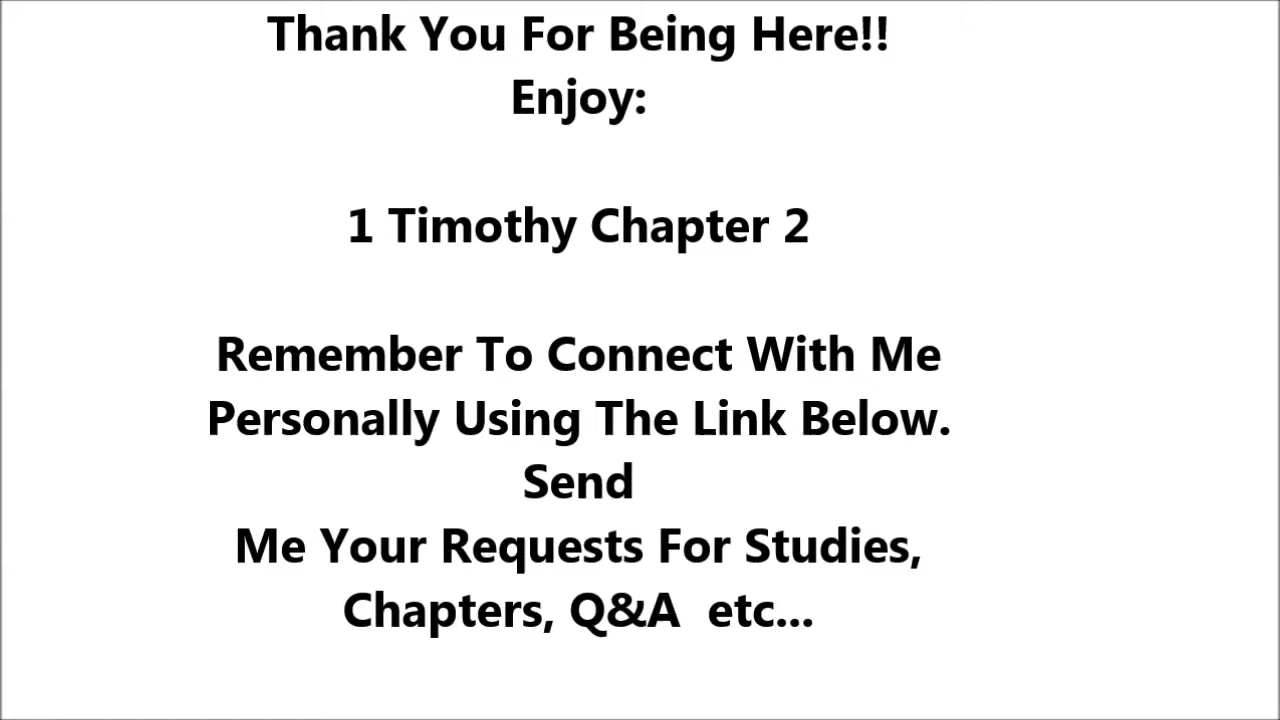 Thank You For Being Here!!
Enjoy:
1 Timothy Chapter 2
Remember To Connect With Me
Personally Using The Link Below.
Send
Me Your Requests For Studies,
Chapters, Q&A  etc...